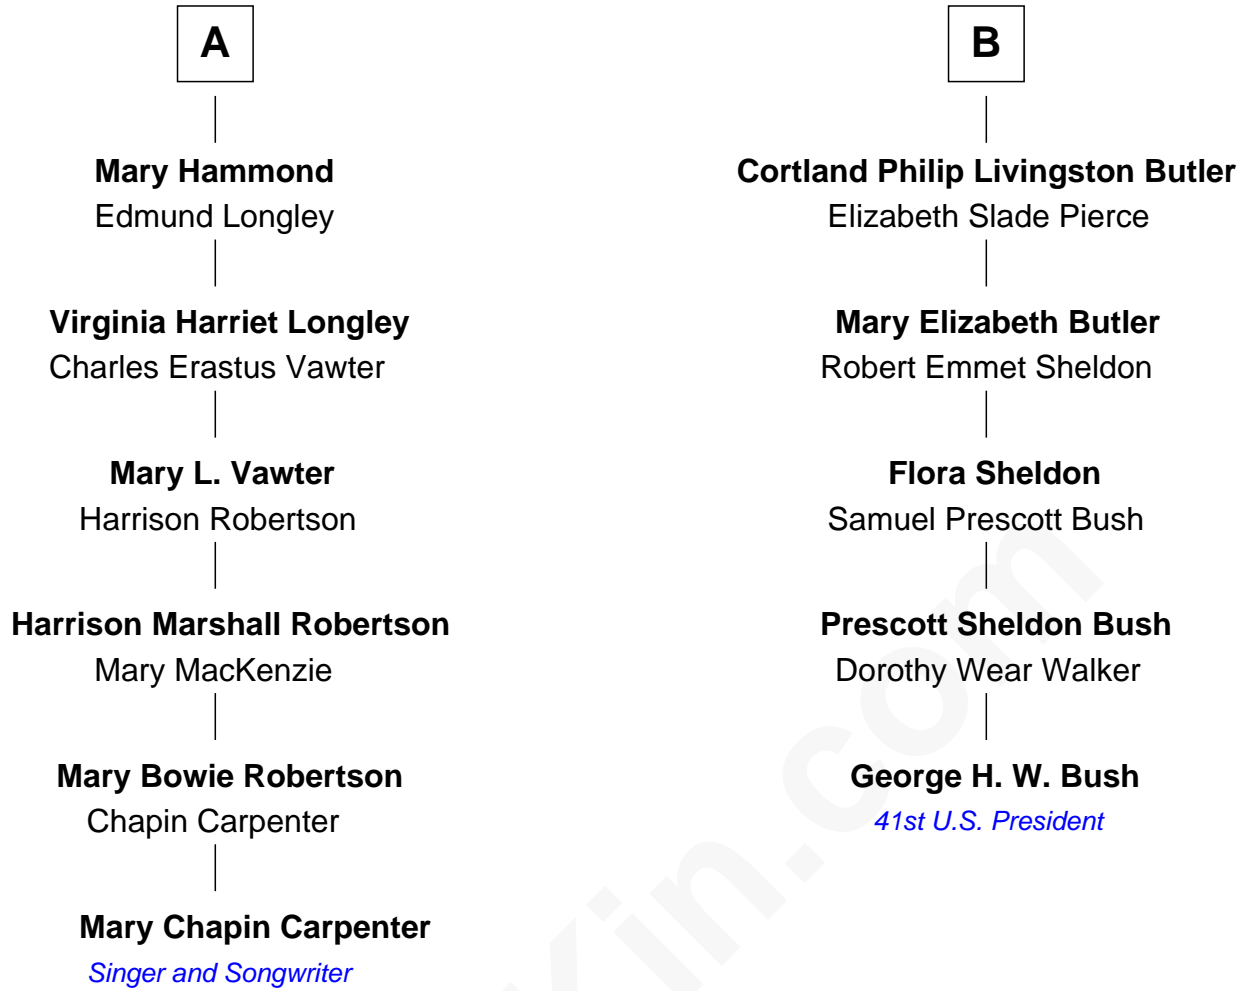 A
Mary Hammond
Edmund Longley
Virginia Harriet Longley
Charles Erastus Vawter
Mary L. Vawter
Harrison Robertson
Harrison Marshall Robertson
Mary MacKenzie
Mary Bowie Robertson
Chapin Carpenter
Mary Chapin Carpenter
Singer and Songwriter
B
Cortland Philip Livingston Butler
Elizabeth Slade Pierce
Mary Elizabeth Butler
Robert Emmet Sheldon
Flora Sheldon
Samuel Prescott Bush
Prescott Sheldon Bush
Dorothy Wear Walker
George H. W. Bush
41st U.S. President